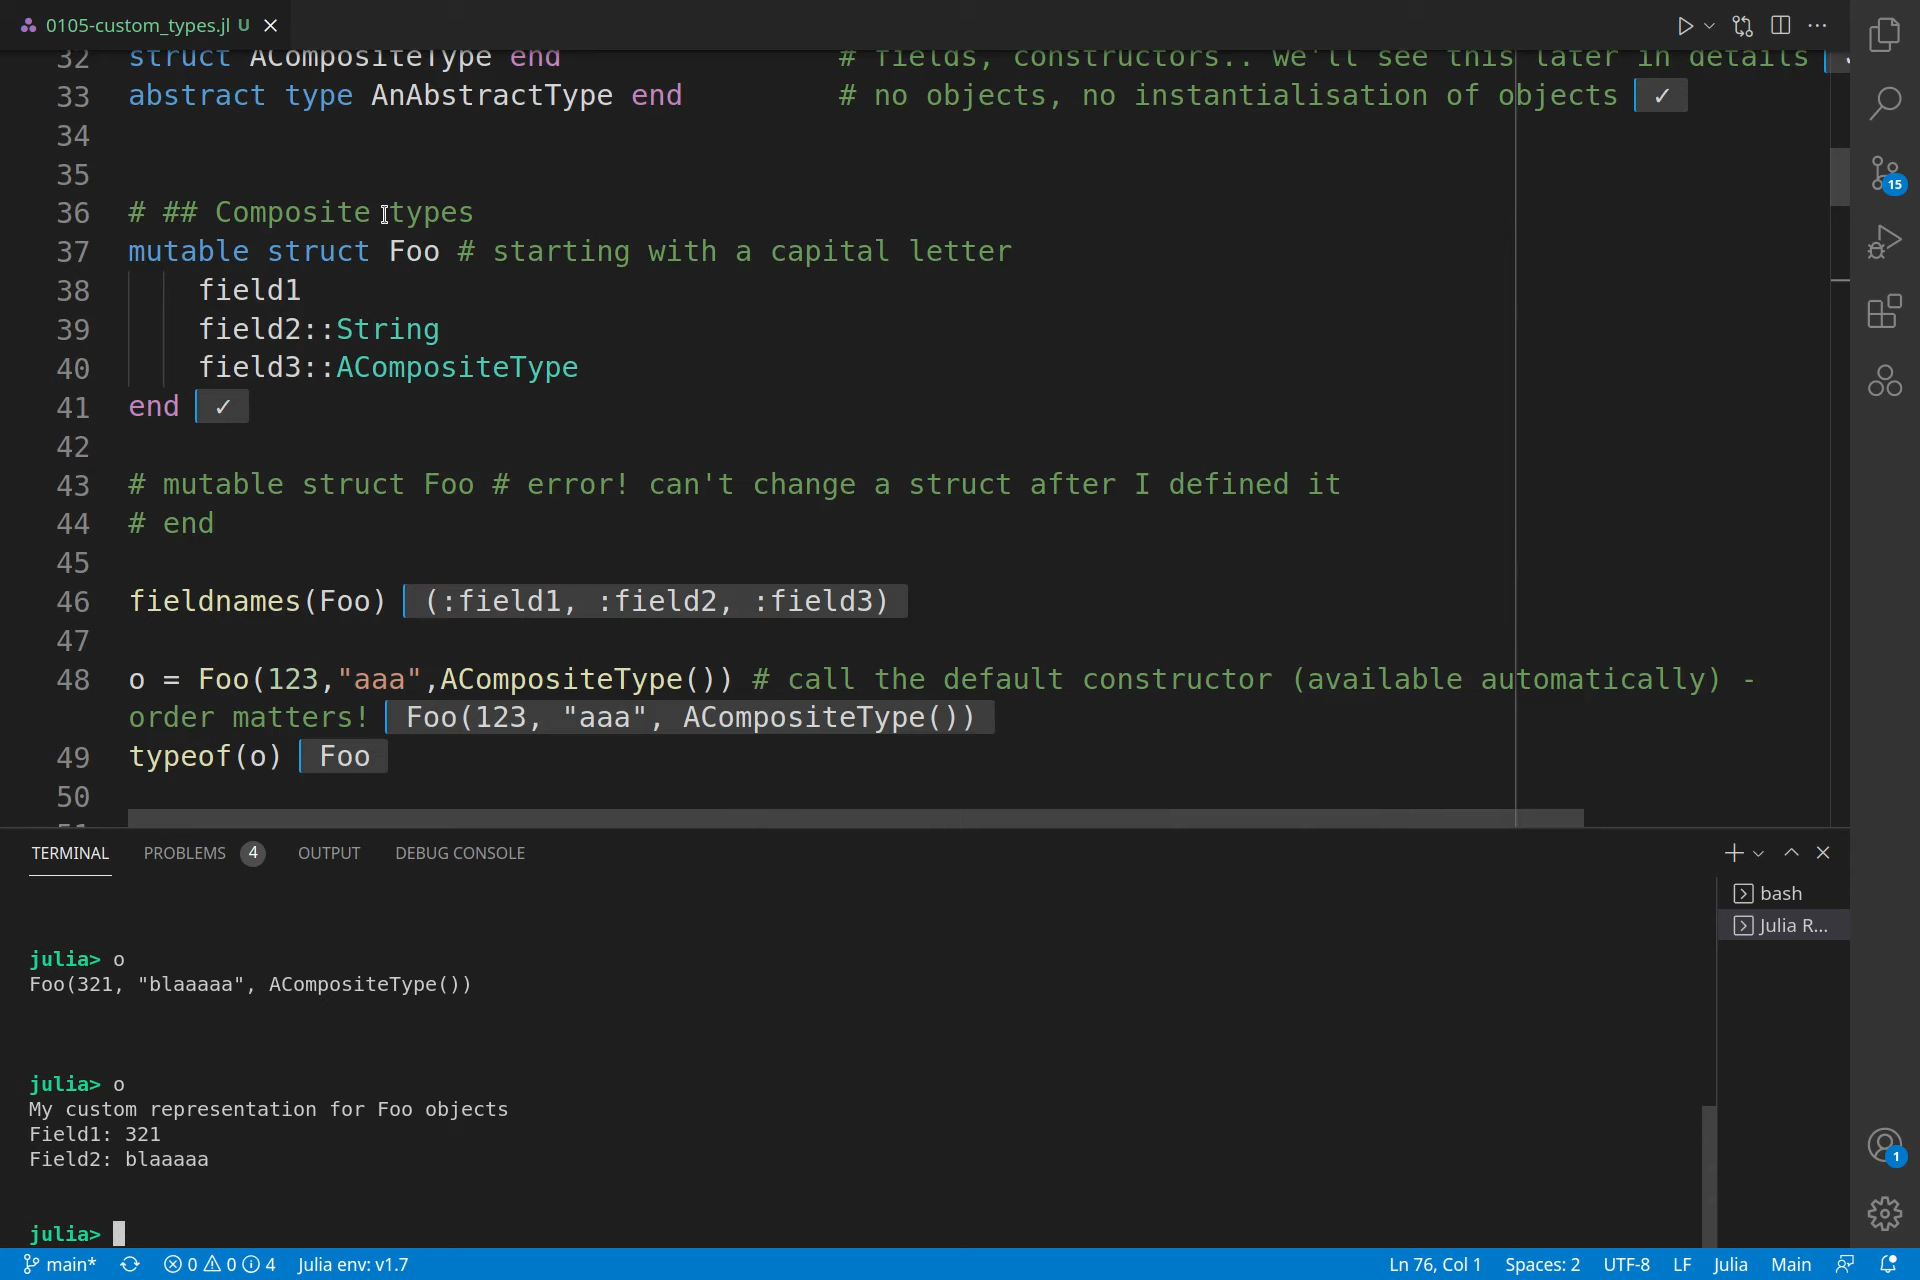 0105-custom_types.jl U
32 struct ACompositeType end # fields, constructors.. we'll see this later in details
33 abstract type AnAbstractType end # no objects, no instantialisation of objects ✓
34
35
36 # ## Composite types
37 mutable struct Foo # starting with a capital letter
38 field1
39 field2::String
40 field3::ACompositeType
41 end ✓
42
43 # mutable struct Foo # error! can't change a struct after I defined it
44 # end
45
46 fieldnames(Foo) (:field1, :field2, :field3)
47
48 o = Foo(123,"aaa",ACompositeType()) # call the default constructor (available automatically) -
order matters! Foo(123, "aaa", ACompositeType())
49 typeof(o) Foo
50
TERMINAL PROBLEMS 4 OUTPUT DEBUG CONSOLE
julia> o
Foo(321, "blaaaaa", ACompositeType())
julia> o
My custom representation for Foo objects
Field1: 321
Field2: blaaaaa
julia>
bash
Julia R...
15
1
main* 0 0 4 Julia env: v1.7 Ln 76, Col 1 Spaces: 2 UTF-8 LF Julia Main